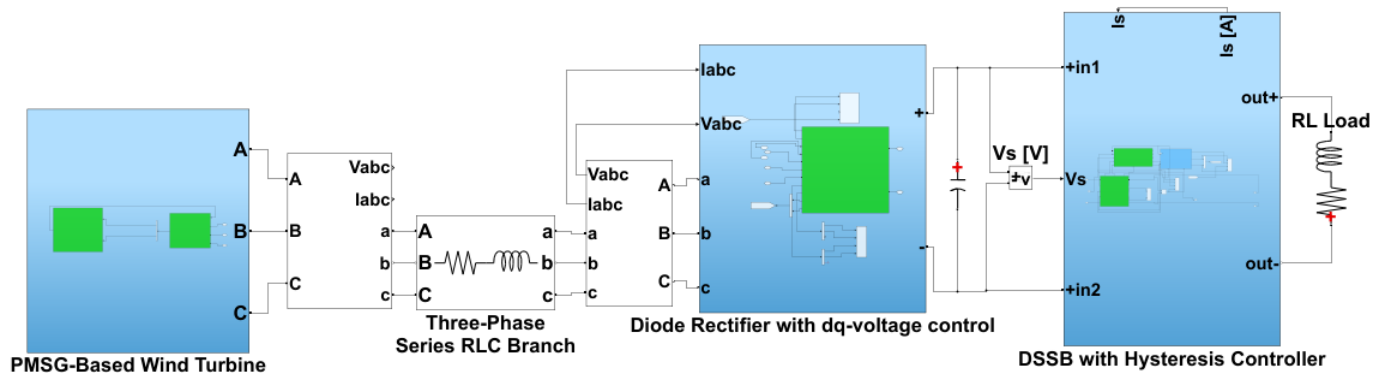 Is
Is [A]
Iabc
+in1
Vabc
+
out+
RL Load
A
Vabc
Vs [V]
A
Iabc
Vabc
Iabc
A
a
+v
Vs
B
B
a
A
a
a
B
b
b
B
b
b
b
-
out-
C
c
C
c
c
C
c
+in2
C
Three-Phase
Series RLC Branch
Diode Rectifier with dq-voltage control
PMSG-Based Wind Turbine
DSSB with Hysteresis Controller